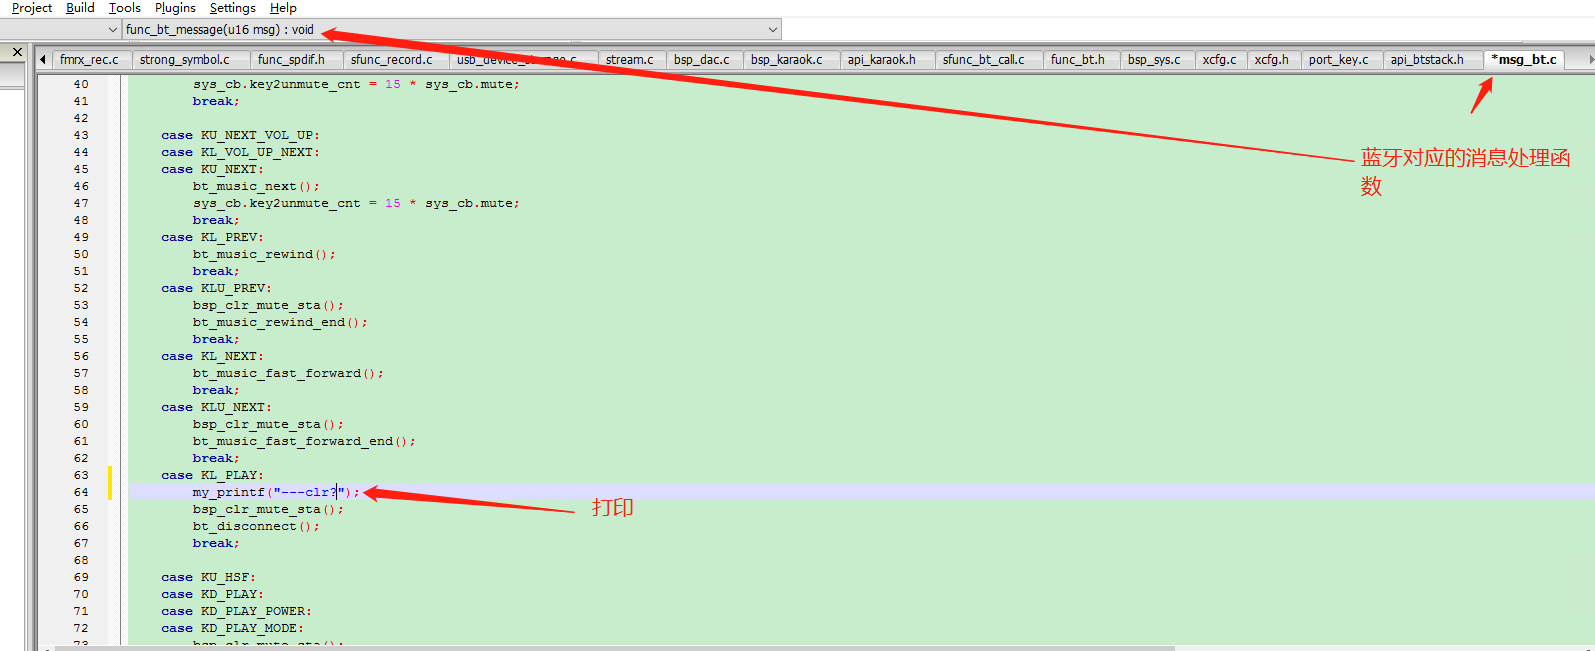 Project Build Tools Plugins Settings Help
func_bt_message(u16 msg) : void
fmrx_rec.c strong_symbol.c func_spdif.h sfunc_record.c stream.c bsp_dac.c bsp_karaok.c api_karaok.h sfunc_bt_call.c func_bt.h bsp_sys.c xcfg.c xcfg.h port_key.c api_btstack.h *msg_bt.c
40 sys_cb.key2unmute_cnt = 15 * sys_cb.mute;
41 break;
42
43 case KU_NEXT_VOL_UP:
44 case KL_VOL_UP_NEXT:
45 case KU_NEXT:
46 bt_music_next();
47 sys_cb.key2unmute_cnt = 15 * sys_cb.mute;
48 break;
49 case KL_PREV:
50 bt_music_rewind();
51 break;
52 case KLU_PREV:
53 bsp_clr_mute_sta();
54 bt_music_rewind_end();
55 break;
56 case KL_NEXT:
57 bt_music_fast_forward();
58 break;
59 case KLU_NEXT:
60 bsp_clr_mute_sta();
61 bt_music_fast_forward_end();
62 break;
63 case KL_PLAY:
64 my_printf("---clr?");
65 bsp_clr_mute_sta();
66 bt_disconnect();
67 break;
68
69 case KU_HSF:
70 case KD_PLAY:
71 case KD_PLAY_POWER:
72 case KD_PLAY_MODE:
73 bsp_clr_mute_sta();
蓝牙对应的消息处理函
数
打印